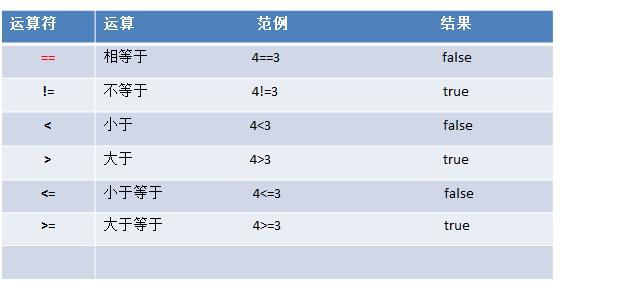 运算符 运算 范例 结果
== 相等于 4==3 false
!= 不等于 4!=3 true
< 小于 4<3 false
> 大于 4>3 true
<= 小于等于 4<=3 false
>= 大于等于 4>=3 true